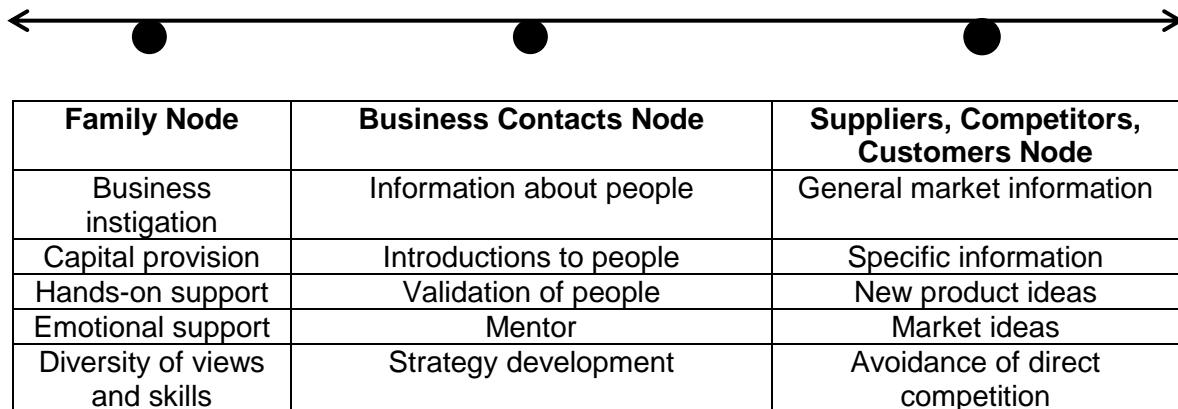 Family Node Business Contacts Node Suppliers, Competitors,
Customers Node
Business Information about people General market information
instigation
Capital provision Introductions to people Specific information
Hands-on support Validation of people New product ideas
Emotional support Mentor Market ideas
Diversity of views Strategy development Avoidance of direct
and skills competition